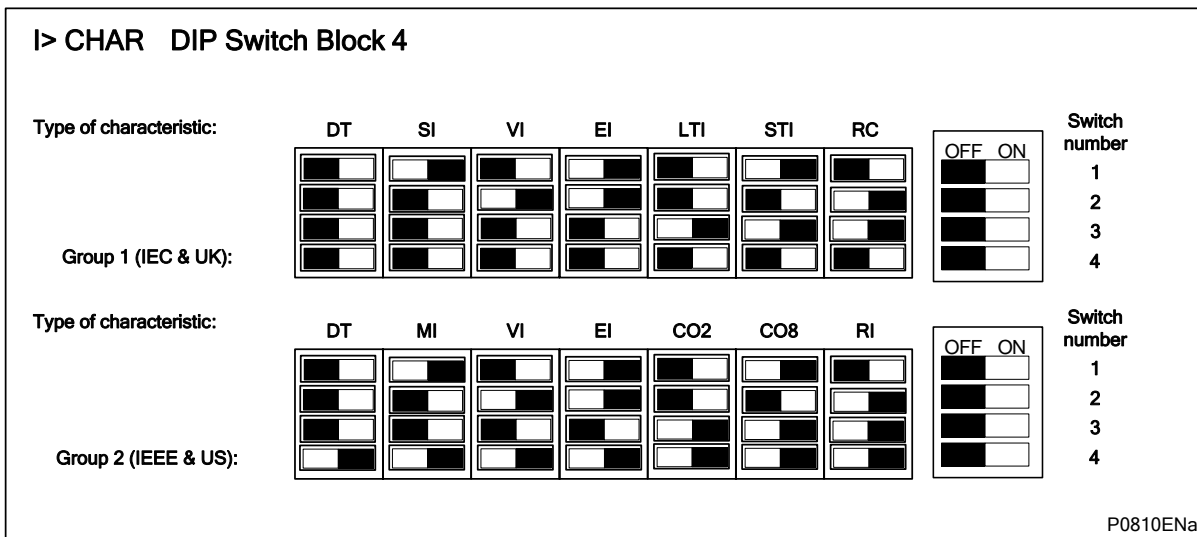 I> CHAR DIP Switch Block 4
Type of characteristic: DT SI VI EI LTI STI RC
Switch number
OFF ON
1
2
3
Group 1 (IEC & UK): 4
Type of characteristic: DT MI VI EI CO2 CO8 RI
Switch number
OFF ON
1
2
3
Group 2 (IEEE & US): 4
P0810ENa